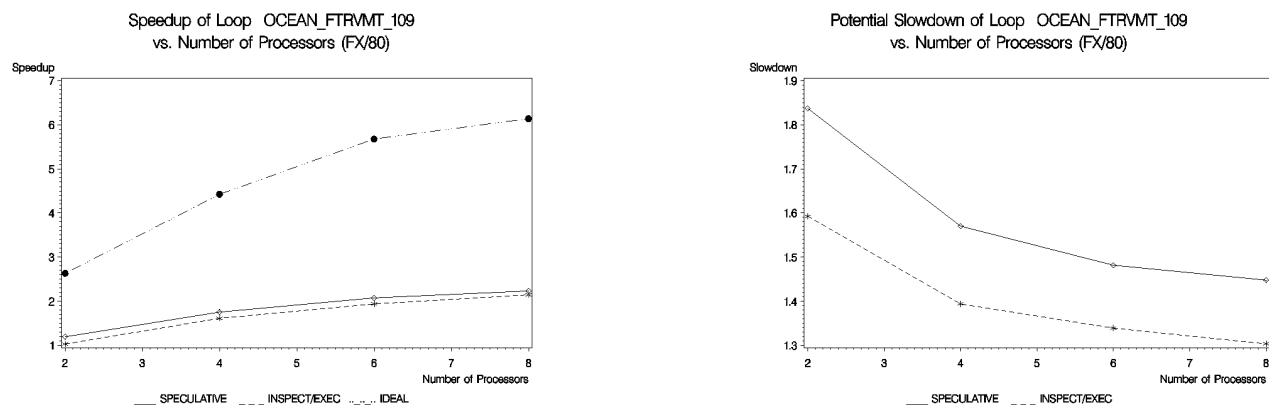 Speedup of Loop OCEAN_FTRVMT_109
vs. Number of Processors (FX/80)
Speedup
7
6
5
4
3
2
1
2 3 4 5 6 7 8
Number of Processors
SPECULATIVE INSPECT/EXEC IDEAL
Potential Slowdown of Loop OCEAN_FTRVMT_109
vs. Number of Processors (FX/80)
Slowdown
1.9
1.8
1.7
1.6
1.5
1.4
1.3
2 3 4 5 6 7 8
Number of Processors
SPECULATIVE INSPECT/EXEC